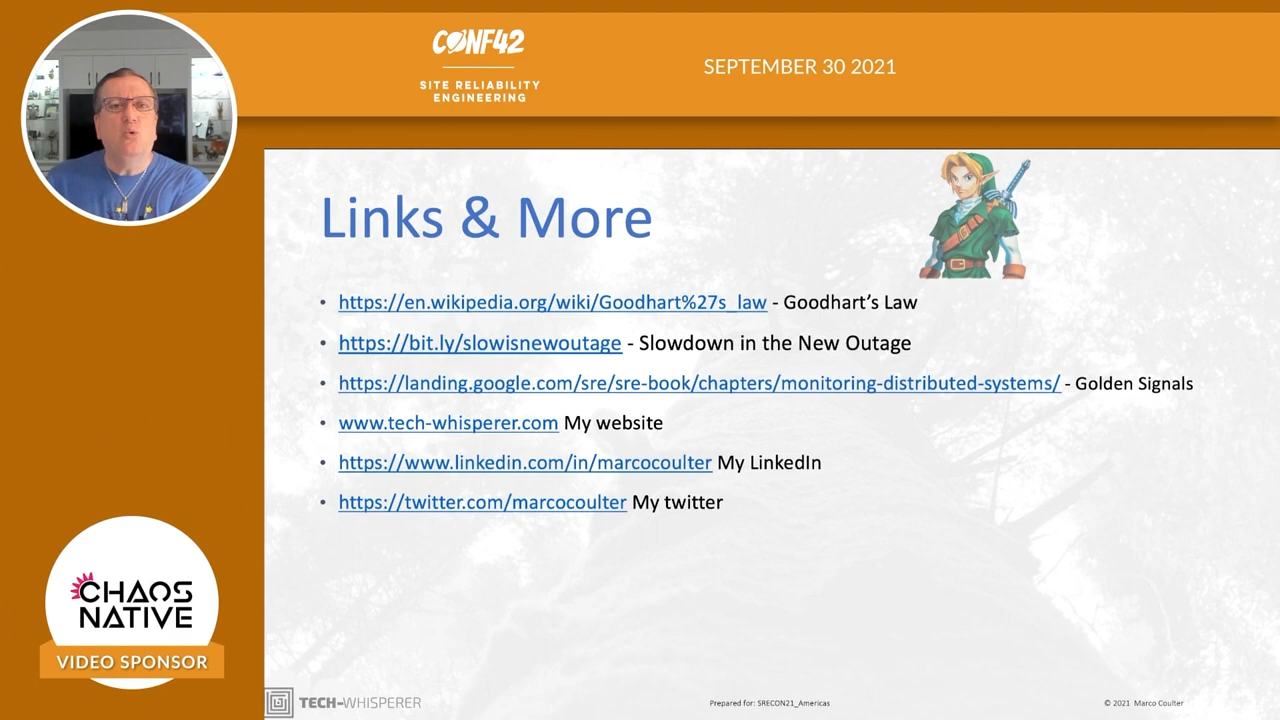 CONF42
SITE RELIABILITY
ENGINEERING
SEPTEMBER 30 2021
Links & More
• https://en.wikipedia.org/wiki/Goodhart%27s_law - Goodhart’s Law
• https://bit.ly/slowisnewoutage - Slowdown in the New Outage
• https://landing.google.com/sre/sre-book/chapters/monitoring-distributed-systems/ - Golden Signals
• www.tech-whisperer.com My website
• https://www.linkedin.com/in/marcocoulter My LinkedIn
• https://twitter.com/marcocoulter My twitter
CHAOS
NATIVE
VIDEO SPONSOR
TECH-WHISPERER
Prepared for: SRECON21_Americas
© 2021 Marco Coulter